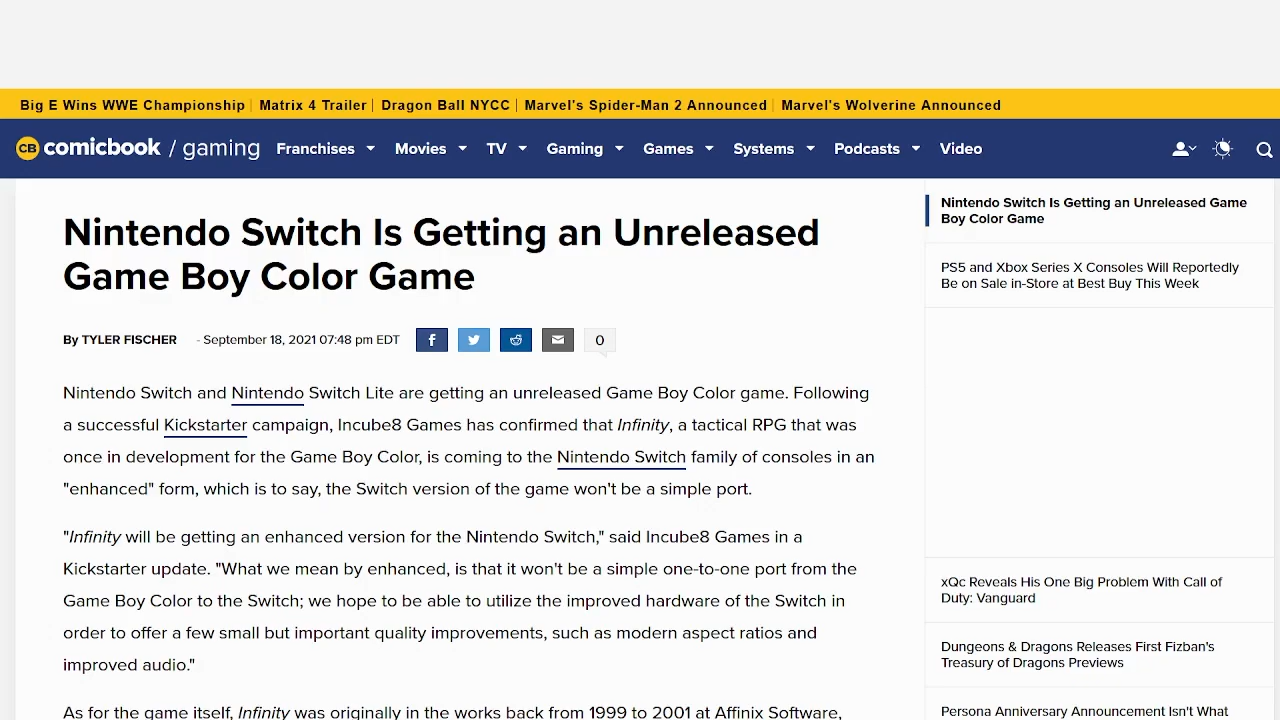 Big E Wins WWE Championship | Matrix 4 Trailer | Dragon Ball NYCC | Marvel's Spider-Man 2 Announced | Marvel's Wolverine Announced
CB comicbook / gaming Franchises Movies TV Gaming Games Systems Podcasts Video
Nintendo Switch Is Getting an Unreleased
Game Boy Color Game
By TYLER FISCHER - September 18, 2021 07:48 pm EDT f 0
Nintendo Switch and Nintendo Switch Lite are getting an unreleased Game Boy Color game. Following
a successful Kickstarter campaign, Incube8 Games has confirmed that Infinity, a tactical RPG that was
once in development for the Game Boy Color, is coming to the Nintendo Switch family of consoles in an
"enhanced" form, which is to say, the Switch version of the game won't be a simple port.
"Infinity will be getting an enhanced version for the Nintendo Switch," said Incube8 Games in a
Kickstarter update. "What we mean by enhanced, is that it won't be a simple one-to-one port from the
Game Boy Color to the Switch; we hope to be able to utilize the improved hardware of the Switch in
order to offer a few small but important quality improvements, such as modern aspect ratios and
improved audio."
As for the game itself, Infinity was originally in the works back from 1999 to 2001 at Affinix Software,
Nintendo Switch Is Getting an Unreleased Game
Boy Color Game
PS5 and Xbox Series X Consoles Will Reportedly
Be on Sale in-Store at Best Buy This Week
xQc Reveals His One Big Problem With Call of
Duty: Vanguard
Dungeons & Dragons Releases First Fizban's
Treasury of Dragons Previews
Persona Anniversary Announcement Isn't What